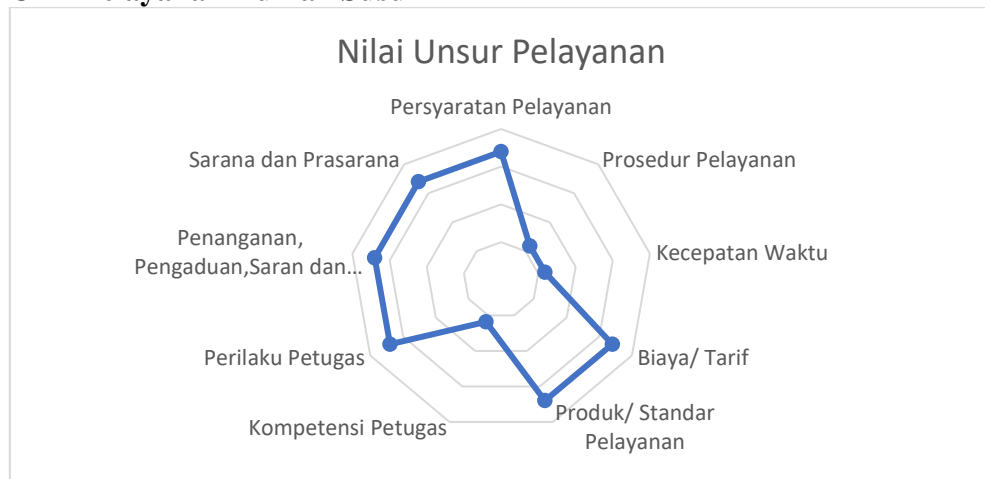 Nilai Unsur Pelayanan
Persyaratan Pelayanan
Prosedur Pelayanan
Kecepatan Waktu
Biaya/ Tarif
Produk/ Standar
Pelayanan
Kompetensi Petugas
Perilaku Petugas
Penanganan,
Pengaduan,Saran dan...
Sarana dan Prasarana